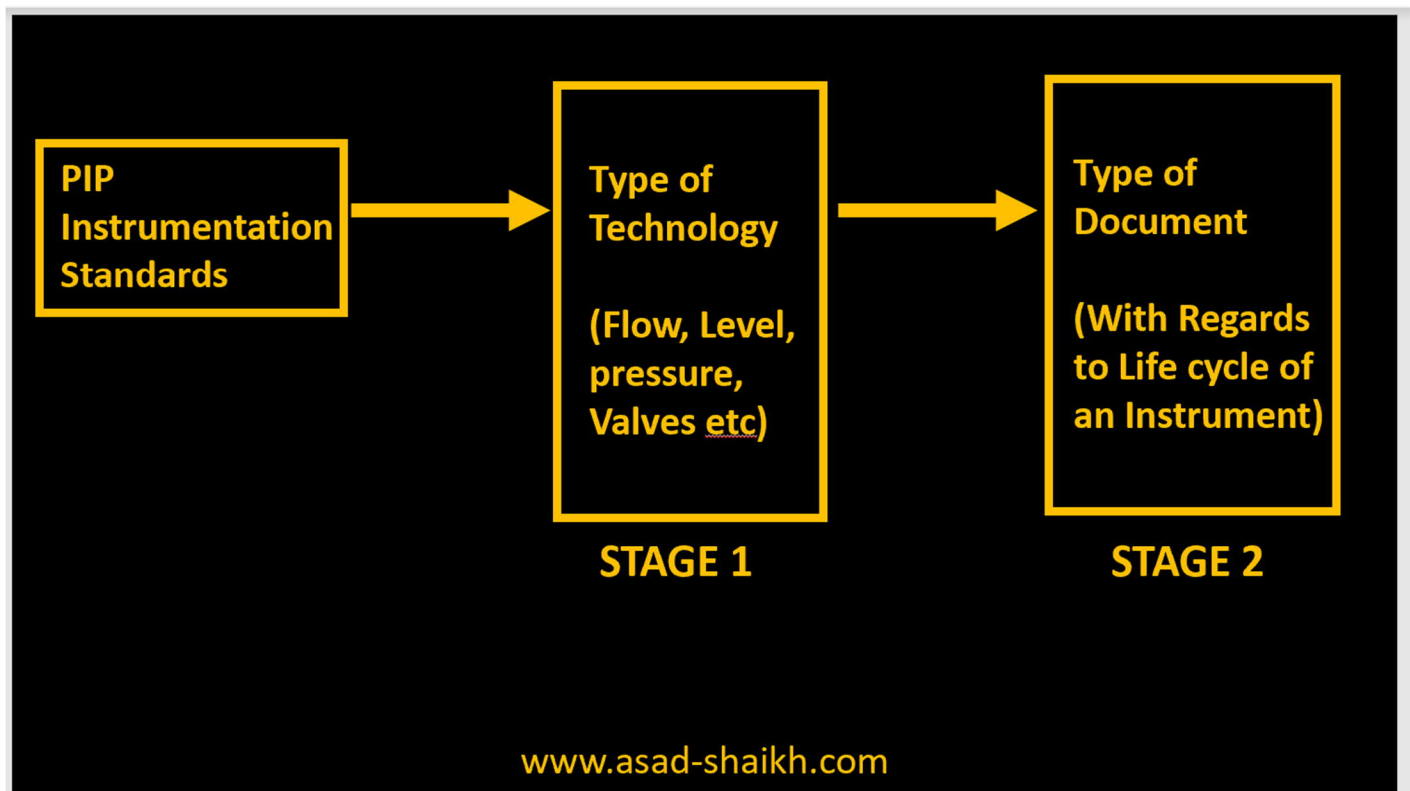 PIP
Instrumentation
Standards
Type of
Technology
(Flow, Level,
pressure,
Valves etc)
STAGE 1
Type of
Document
(With Regards
to Life cycle of
an Instrument)
STAGE 2
www.asad-shaikh.com